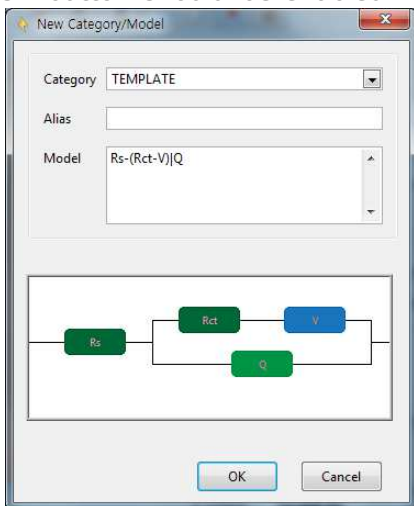 New Category/Model
Category TEMPLATE
Alias
Model Rs-(Rct-V)|Q
Rct V
Rs
Q
OK Cancel